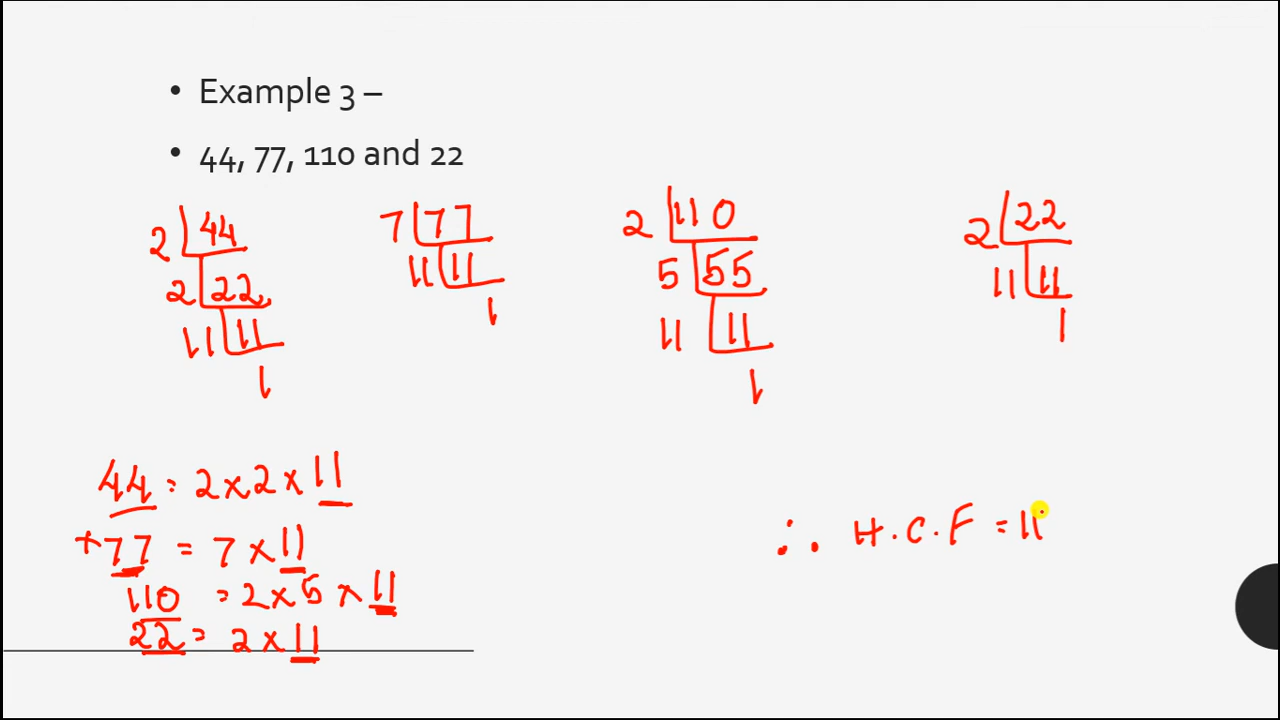 • Example 3 –
• 44, 77, 110 and 22
2 44
2 22
11 11
1
7 77
11 11
1
2 110
5 55
11 11
1
2 22
11 11
1
44 = 2 × 2 × 11
+77 = 7 × 11
110 = 2 × 5 × 11
22 = 2 × 11
∴ H.C.F = 11